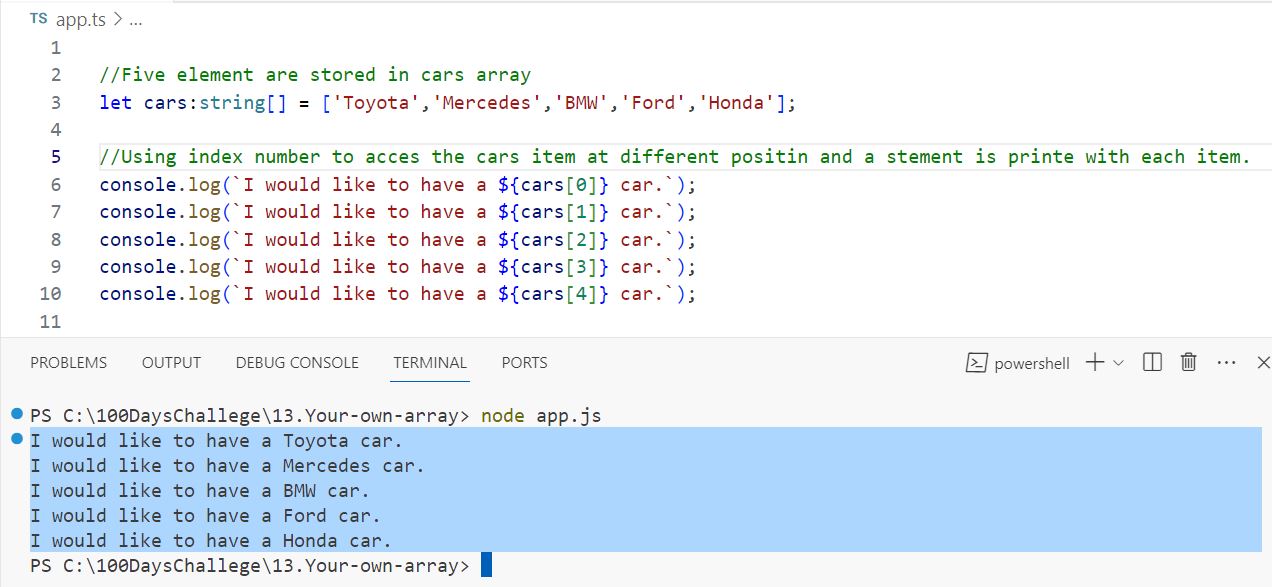 TS app.ts > ...
1
2 //Five element are stored in cars array
3 let cars:string[] = ['Toyota','Mercedes','BMW','Ford','Honda'];
4
5 //Using index number to acces the cars item at different positin and a stement is printe with each item.
6 console.log(`I would like to have a ${cars[0]} car.`);
7 console.log(`I would like to have a ${cars[1]} car.`);
8 console.log(`I would like to have a ${cars[2]} car.`);
9 console.log(`I would like to have a ${cars[3]} car.`);
10 console.log(`I would like to have a ${cars[4]} car.`);
11
PROBLEMS OUTPUT DEBUG CONSOLE TERMINAL PORTS powershell
PS C:\100DaysChallege\13.Your-own-array> node app.js
I would like to have a Toyota car.
I would like to have a Mercedes car.
I would like to have a BMW car.
I would like to have a Ford car.
I would like to have a Honda car.
PS C:\100DaysChallege\13.Your-own-array>